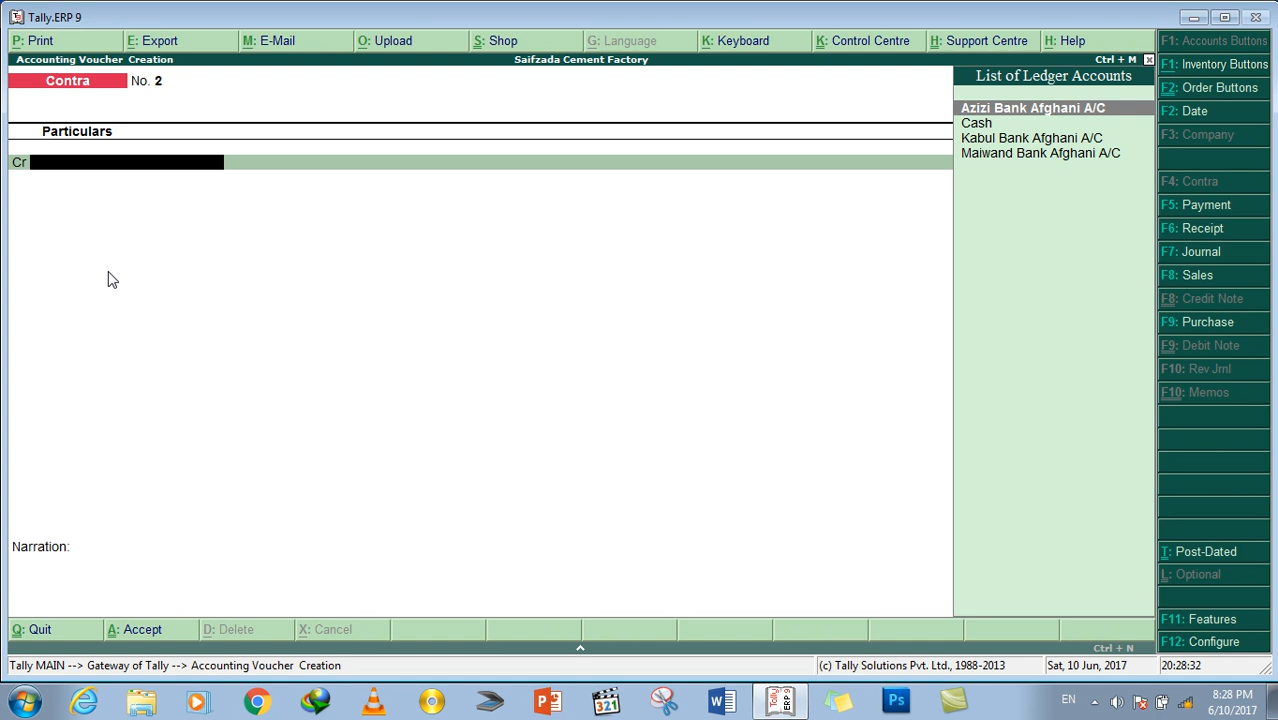 Tally.ERP 9
P: Print E: Export M: E-Mail O: Upload S: Shop G: Language K: Keyboard K: Control Centre H: Support Centre H: Help
Accounting Voucher Creation Saifzada Cement Factory Ctrl + M
Contra No. 2
Particulars
Cr
List of Ledger Accounts
Azizi Bank Afghani A/C
Cash
Kabul Bank Afghani A/C
Maiwand Bank Afghani A/C
F1: Accounts Buttons
F1: Inventory Buttons
F2: Order Buttons
F2: Date
F3: Company
F4: Contra
F5: Payment
F6: Receipt
F7: Journal
F8: Sales
F8: Credit Note
F9: Purchase
F9: Debit Note
F10: Rev Jrnl
F10: Memos
T: Post-Dated
L: Optional
F11: Features
F12: Configure
Narration:
Q: Quit A: Accept D: Delete X: Cancel
Ctrl + N
Tally MAIN --> Gateway of Tally --> Accounting Voucher Creation (c) Tally Solutions Pvt. Ltd., 1988-2013 Sat, 10 Jun, 2017 20:28:32
321
Tally
ERP 9
Ps
EN
8:28 PM
6/10/2017